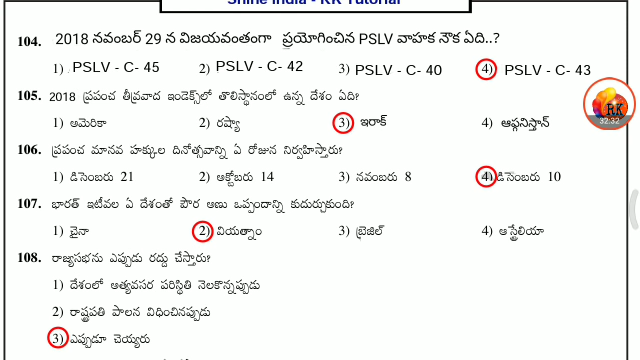 Shine India - RK Tutorial
104. 2018 నవంబర్ 29 న విజయవంతంగా ప్రయోగించిన PSLV వాహక నౌక ఏది..?
1) PSLV - C- 45 2) PSLV - C- 42 3) PSLV - C- 40 4) PSLV - C- 43
105. 2018 ప్రపంచ తీవ్రవాద ఇండెక్స్‌లో తొలిస్థానంలో ఉన్న దేశం ఏది?
1) అమెరికా 2) రష్యా 3) ఇరాక్ 4) ఆఫ్గనిస్తాన్
RK
32:32
106. ప్రపంచ మానవ హక్కుల దినోత్సవాన్ని ఏ రోజున నిర్వహిస్తారు?
1) డిసెంబరు 21 2) అక్టోబరు 14 3) నవంబరు 8 4) డిసెంబరు 10
107. భారత్ ఇటీవల ఏ దేశంతో పౌర అణు ఒప్పందాన్ని కుదుర్చుకుంది?
1) చైనా 2) వియత్నాం 3) బ్రెజిల్ 4) ఆస్ట్రేలియా
108. రాజ్యసభను ఎప్పుడు రద్దు చేస్తారు?
1) దేశంలో అత్యవసర పరిస్థితి నెలకొన్నప్పుడు
2) రాష్ట్రపతి పాలన విధించినప్పుడు
3) ఎప్పుడూ చెయ్యరు